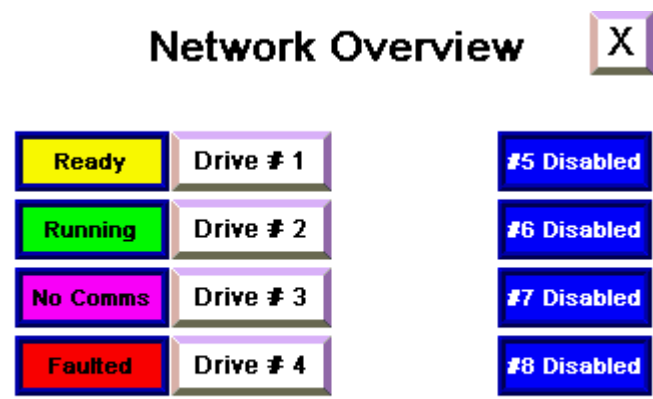 Network Overview X
Ready Drive # 1 #5 Disabled
Running Drive # 2 #6 Disabled
No Comms Drive # 3 #7 Disabled
Faulted Drive # 4 #8 Disabled